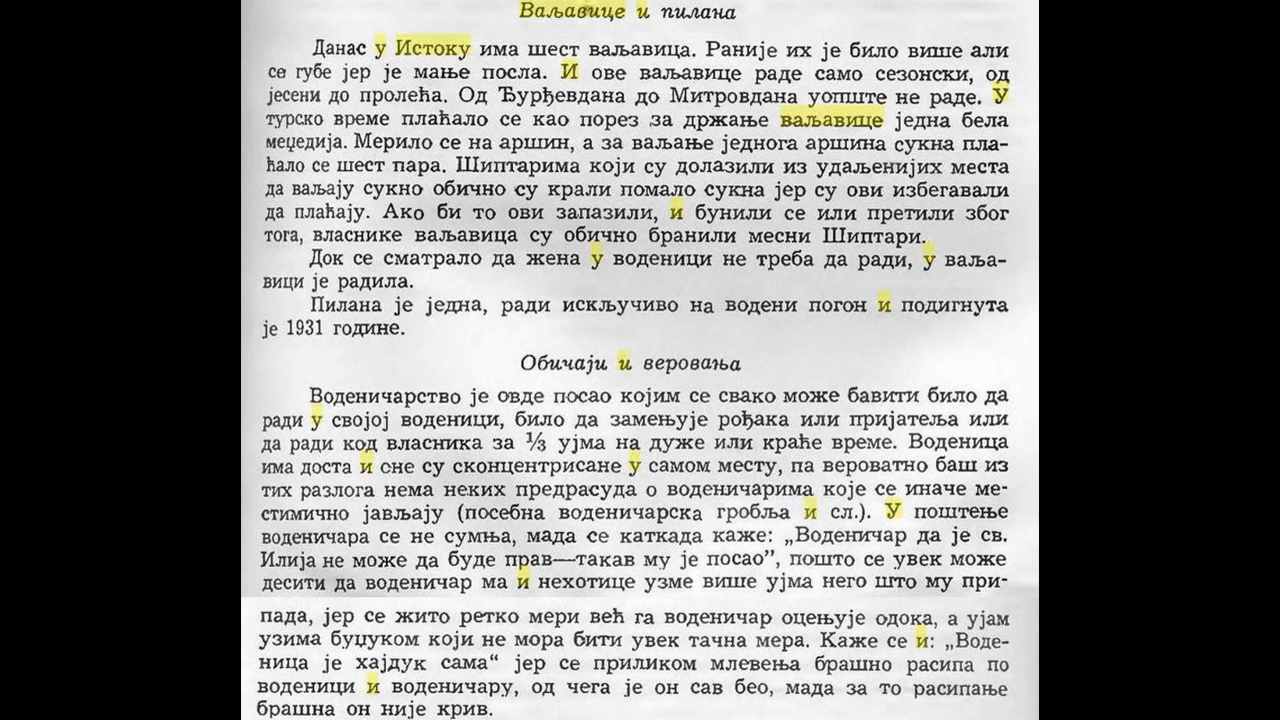 Ваљавице и пилана
Данас у Истоку има шест ваљавица. Раније их је било више али
се губе јер је мање посла. И ове ваљавице раде само сезонски, од
јесени до пролећа. Од Ђурђевдана до Митровдана уопште не раде. У
турско време плаћало се као порез за држање ваљавице једна бела
меџедија. Мерило се на аршин, а за ваљање једнога аршина сукна пла-
ћало се шест пара. Шиптарима који су долазили из удаљенијих места
да ваљају сукно обично су крали помало сукна јер су ови избегавали
да плаћају. Ако би то ови запазили, и бунили се или претили због
тога, власнике ваљавица су обично бранили месни Шиптари.
Док се сматрало да жена у воденици не треба да ради, у ваља-
вици је радила.
Пилана је једна, ради искључиво на водени погон и подигнута
је 1931 године.
Обичаји и веровања
Воденичарство је овде посао којим се свако може бавити било да
ради у својој воденици, било да замењује рођака или пријатеља или
да ради код власника за ⅓ ујма на дуже или краће време. Воденица
има доста и оне су сконцентрисане у самом месту, па вероватно баш из
тих разлога нема неких предрасуда о воденичарима које се иначе ме-
стимично јављају (посебна воденичарска гробља и сл.). У поштење
воденичара се не сумња, мада се каткада каже: „Воденичар да је св.
Илија не може да буде прав—такав му је посао”, пошто се увек може
десити да воденичар ма и нехотице узме више ујма него што му при-
пада, јер се жито ретко мери већ га воденичар оцењује одока, а ујам
узима буџуком који не мора бити увек тачна мера. Каже се и: „Воде-
ница је хајдук сама“ јер се приликом млевења брашно расипа по
воденици и воденичару, од чега је он сав бео, мада за то расипање
брашна он није крив.